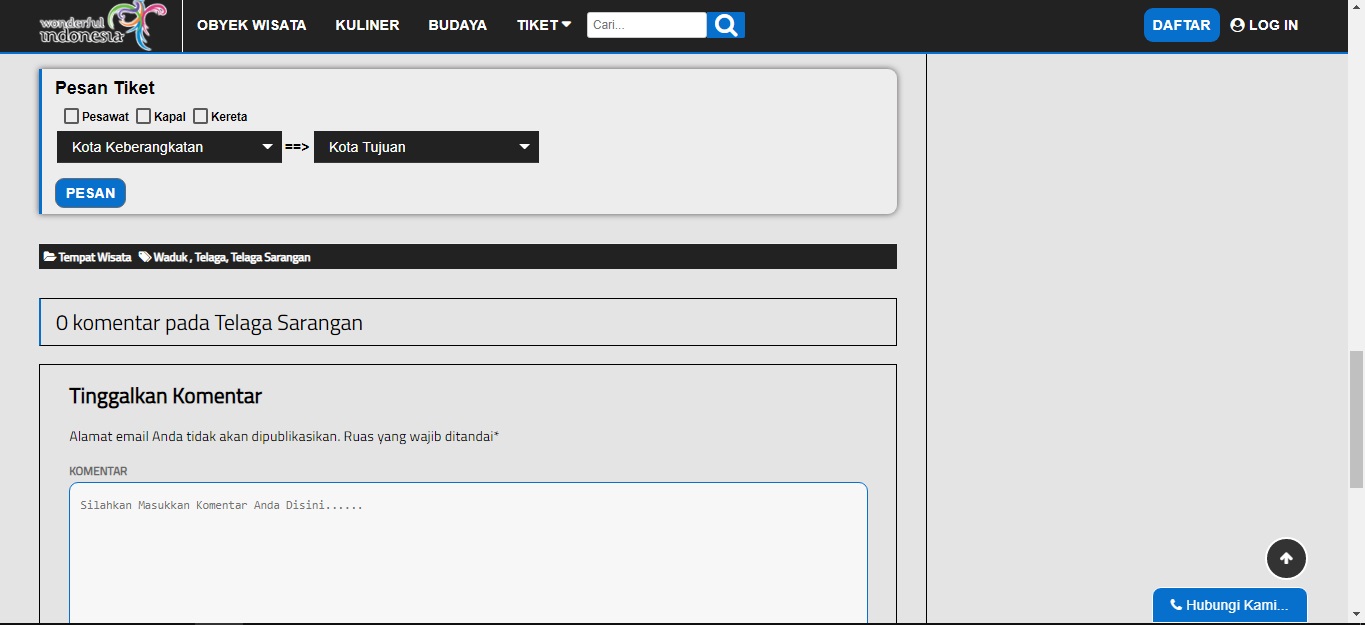 wonderful indonesia
OBYEK WISATA KULINER BUDAYA TIKET Cari... DAFTAR LOG IN
Pesan Tiket
Pesawat Kapal Kereta
Kota Keberangkatan ==> Kota Tujuan
PESAN
Tempat Wisata Waduk , Telaga, Telaga Sarangan
0 komentar pada Telaga Sarangan
Tinggalkan Komentar
Alamat email Anda tidak akan dipublikasikan. Ruas yang wajib ditandai*
KOMENTAR
Silahkan Masukkan Komentar Anda Disini......
Hubungi Kami...